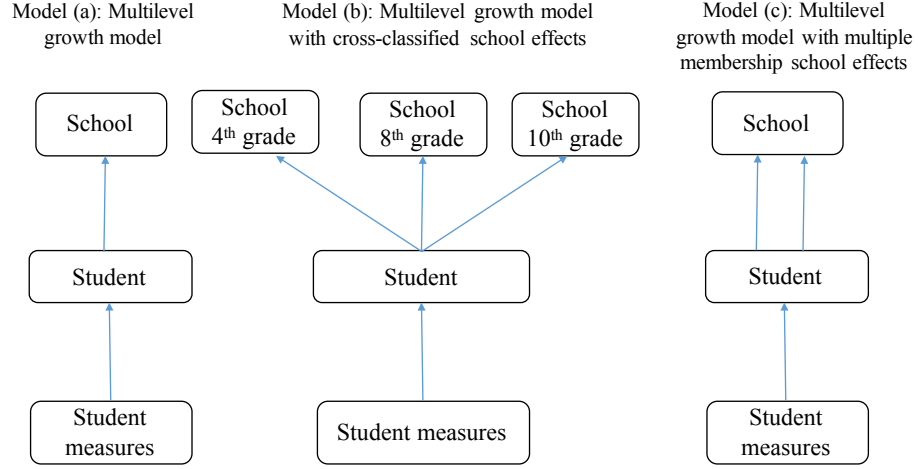 Model (a): Multilevel
growth model
Model (b): Multilevel growth model
with cross-classified school effects
Model (c): Multilevel
growth model with multiple
membership school effects
School
School
4th grade
School
8th grade
School
10th grade
School
Student
Student
Student
Student
measures
Student measures
Student
measures